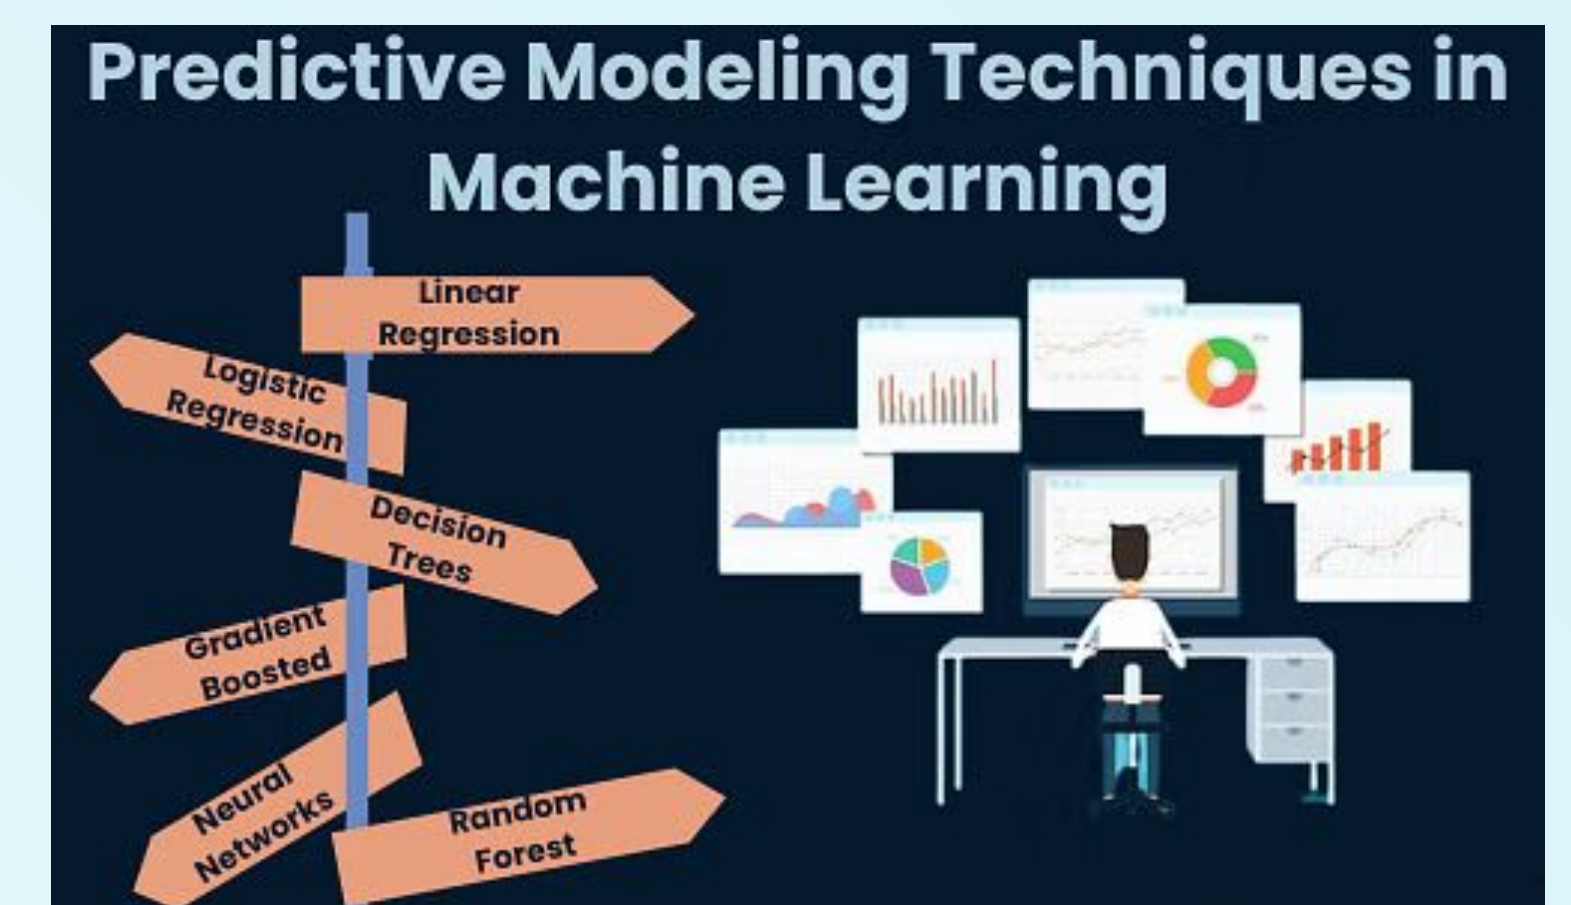 Predictive Modeling Techniques in
Machine Learning
Linear
Regression
Logistic
Regression
Decision
Trees
Gradient
Boosted
Neural
Networks
Random
Forest